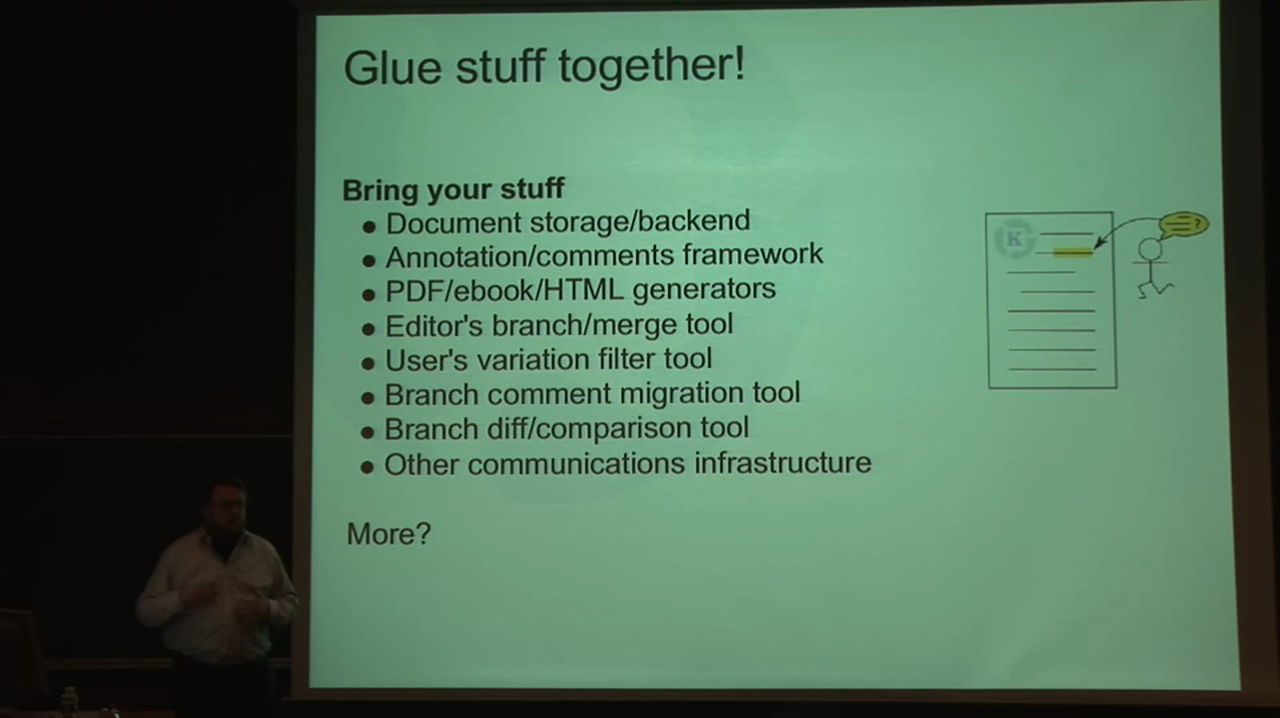 Glue stuff together!
Bring your stuff
● Document storage/backend
● Annotation/comments framework
● PDF/ebook/HTML generators
● Editor's branch/merge tool
● User's variation filter tool
● Branch comment migration tool
● Branch diff/comparison tool
● Other communications infrastructure
More?
K
?